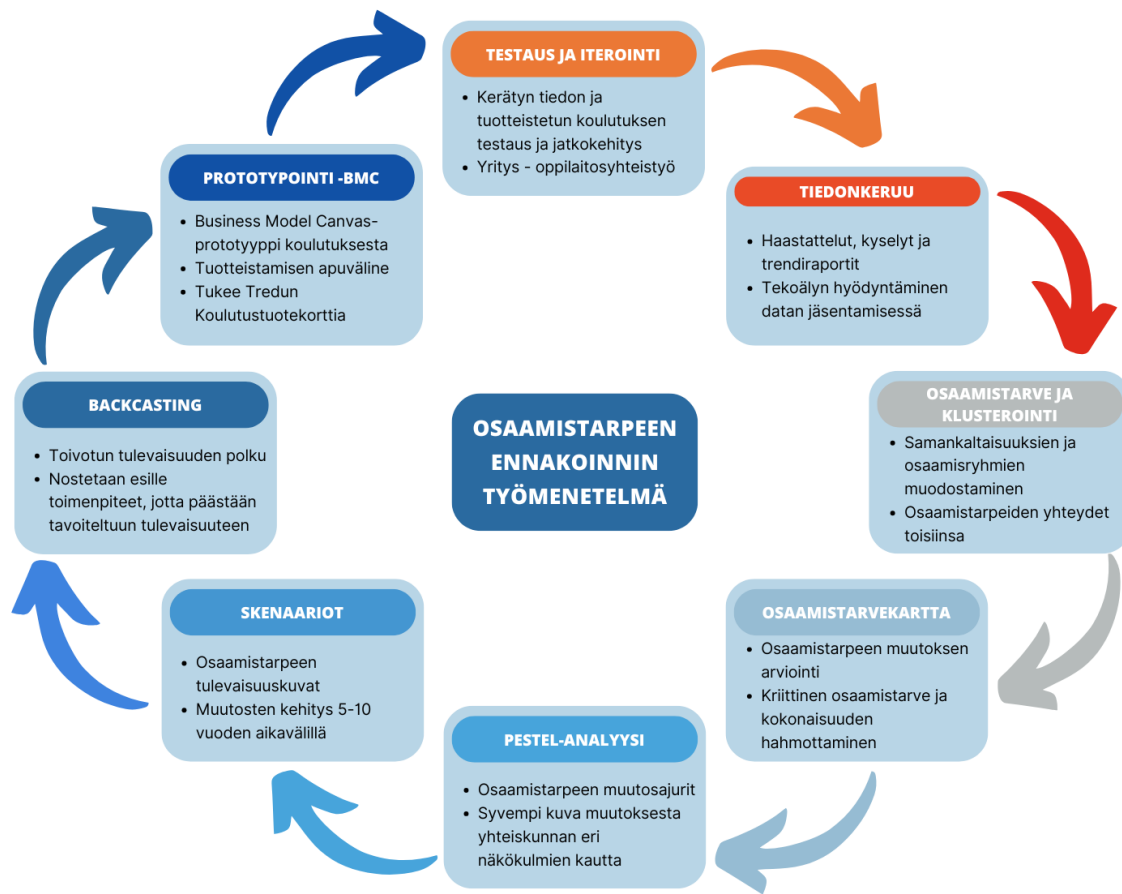 TESTAUS JA ITEROINTI
• Kerätyn tiedon ja
tuotteistetun koulutuksen
testaus ja jatkokehitys
• Yritys - oppilaitosyhteistyö
TIEDONKERUU
• Haastattelut, kyselyt ja
trendiraportit
• Tekoälyn hyödyntäminen
datan jäsentamisessä
OSAAMISTARVE JA
KLUSTEROINTI
• Samankaltaisuuksien ja
osaamisryhmien
muodostaminen
• Osaamistarpeiden yhteydet
toisiinsa
OSAAMISTARVEKARTTA
• Osaamistarpeen muutoksen
arviointi
• Kriittinen osaamistarve ja
kokonaisuuden
hahmottaminen
PESTEL-ANALYYSI
• Osaamistarpeen muutosajurit
• Syvempi kuva muutoksesta
yhteiskunnan eri
näkökulmien kautta
SKENAARIOT
• Osaamistarpeen
tulevaisuuskuvat
• Muutosten kehitys 5-10
vuoden aikavälillä
BACKCASTING
• Toivotun tulevaisuuden polku
• Nostetaan esille
toimenpiteet, jotta päästään
tavoiteltuun tulevaisuuteen
PROTOTYPOINTI -BMC
• Business Model Canvas-
prototyyppi koulutuksesta
• Tuotteistamisen apuväline
• Tukee Tredun
Koulutustuotekorttia
OSAAMISTARPEEN
ENNAKOINNIN
TYÖMENETELMÄ